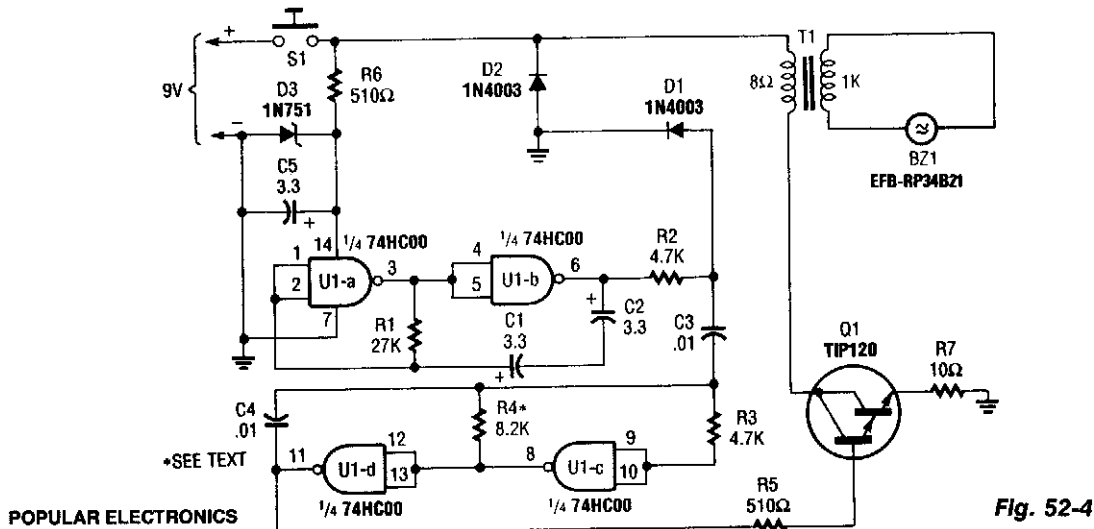 +
S1
9V
−
R6
510Ω
D3
1N751
C5
3.3
+
D2
1N4003
D1
1N4003
T1
8Ω
1K
BZ1
EFB-RP34B21
1/4 74HC00
14
1
2
U1-a
3
7
1/4 74HC00
4
5
U1-b
6
R2
4.7K
R1
27K
C1
3.3
+
+
C2
3.3
C3
.01
Q1
TIP120
R7
10Ω
C4
.01
R4*
8.2K
R3
4.7K
*SEE TEXT
11
U1-d
12
13
8
U1-c
9
10
1/4 74HC00
1/4 74HC00
R5
510Ω
POPULAR ELECTRONICS
Fig. 52-4